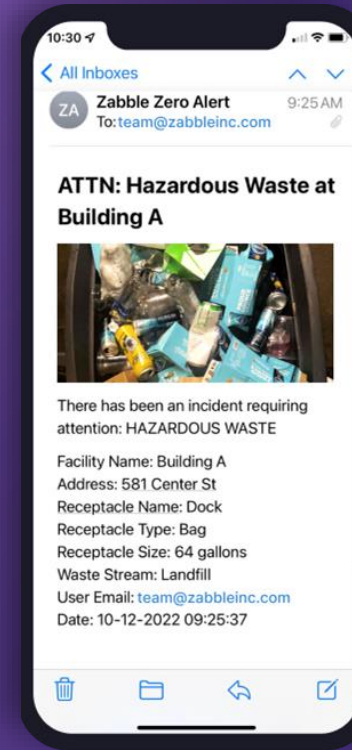 10:30
All Inboxes
ZA
Zabble Zero Alert
9:25 AM
To: team@zabbleinc.com
ATTN: Hazardous Waste at
Building A
There has been an incident requiring
attention: HAZARDOUS WASTE
Facility Name: Building A
Address: 581 Center St
Receptacle Name: Dock
Receptacle Type: Bag
Receptacle Size: 64 gallons
Waste Stream: Landfill
User Email: team@zabbleinc.com
Date: 10-12-2022 09:25:37